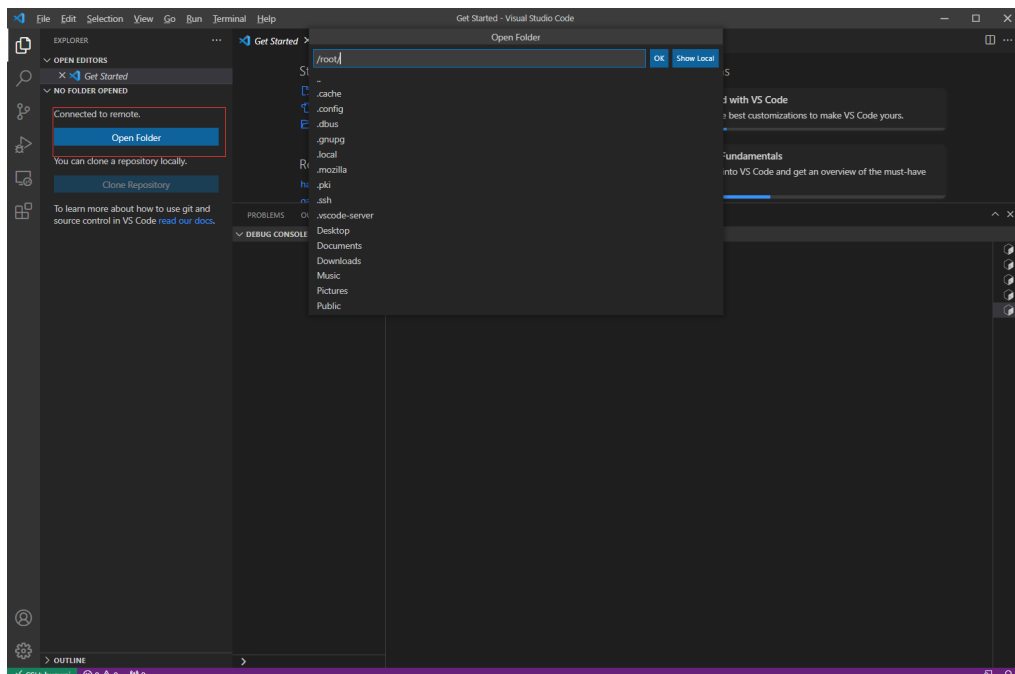 File Edit Selection View Go Run Terminal Help
Get Started - Visual Studio Code
EXPLORER
OPEN EDITORS
Get Started
NO FOLDER OPENED
Connected to remote.
Open Folder
You can clone a repository locally.
Clone Repository
To learn more about how to use git and
source control in VS Code read our docs.
OUTLINE
Get Started
Open Folder
/root/
OK Show Local
..
.cache
.config
.dbus
.gnupg
.local
.mozilla
.pki
.ssh
.vscode-server
Desktop
Documents
Downloads
Music
Pictures
Public
d with VS Code
best customizations to make VS Code yours.
Fundamentals
into VS Code and get an overview of the must-have
PROBLEMS
DEBUG CONSOLE